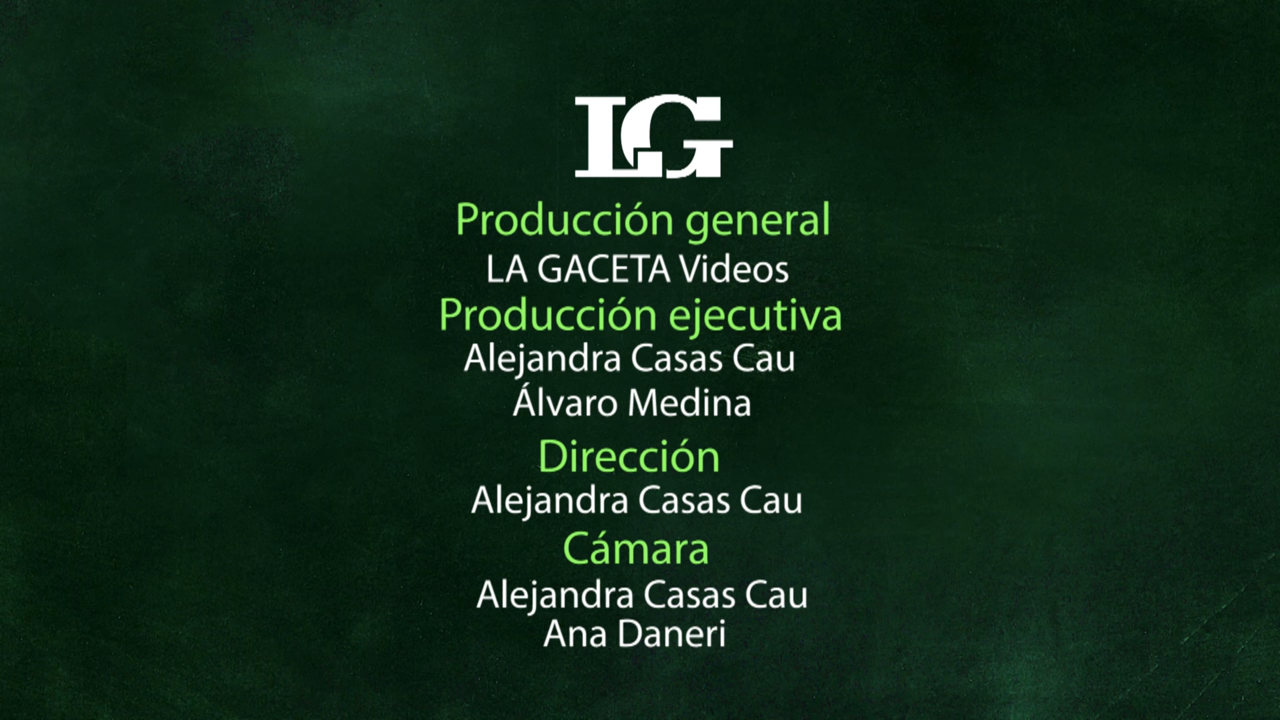 LG
Producción general
LA GACETA Videos
Producción ejecutiva
Alejandra Casas Cau
Álvaro Medina
Dirección
Alejandra Casas Cau
Cámara
Alejandra Casas Cau
Ana Daneri